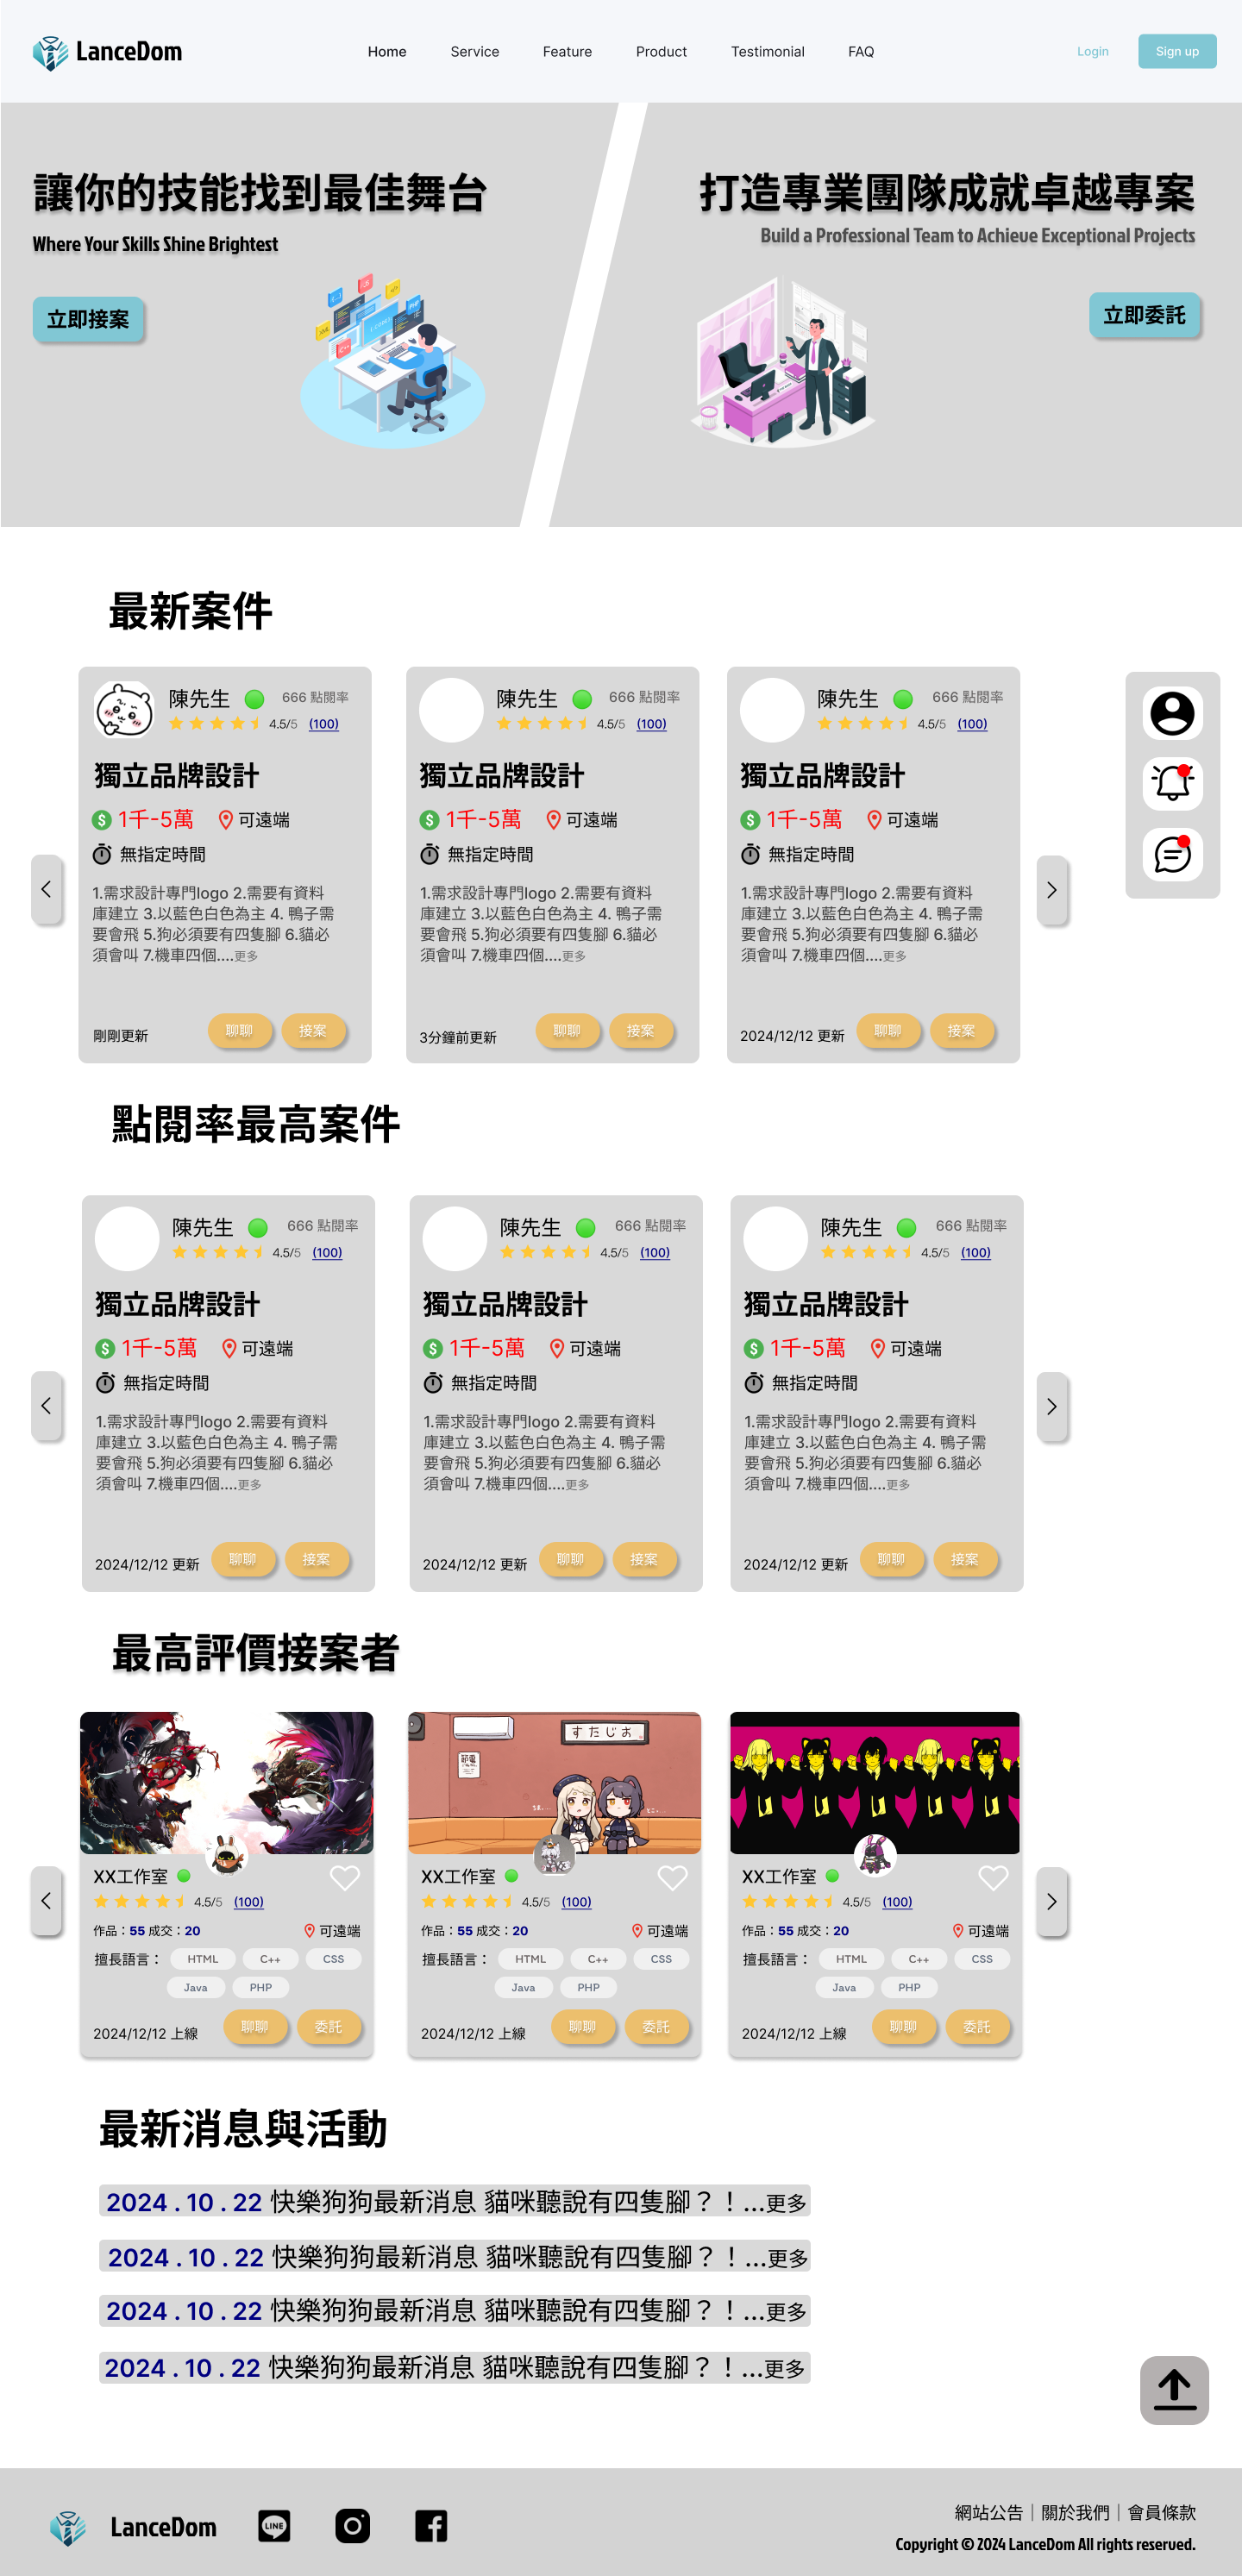 LanceDom
Home Service Feature Product Testimonial FAQ
Login Sign up
讓你的技能找到最佳舞台
Where Your Skills Shine Brightest
立即接案
打造專業團隊成就卓越專案
Build a Professional Team to Achieve Exceptional Projects
立即委託
最新案件
陳先生 666 點閱率
4.5/5 (100)
獨立品牌設計
1千-5萬 可遠端
無指定時間
1.需求設計專門logo 2.需要有資料
庫建立 3.以藍色白色為主 4. 鴨子需
要會飛 5.狗必須要有四隻腳 6.貓必
須會叫 7.機車四個....更多
剛剛更新 聊聊 接案
陳先生 666 點閱率
4.5/5 (100)
獨立品牌設計
1千-5萬 可遠端
無指定時間
1.需求設計專門logo 2.需要有資料
庫建立 3.以藍色白色為主 4. 鴨子需
要會飛 5.狗必須要有四隻腳 6.貓必
須會叫 7.機車四個....更多
3分鐘前更新 聊聊 接案
陳先生 666 點閱率
4.5/5 (100)
獨立品牌設計
1千-5萬 可遠端
無指定時間
1.需求設計專門logo 2.需要有資料
庫建立 3.以藍色白色為主 4. 鴨子需
要會飛 5.狗必須要有四隻腳 6.貓必
須會叫 7.機車四個....更多
2024/12/12 更新 聊聊 接案
點閱率最高案件
陳先生 666 點閱率
4.5/5 (100)
獨立品牌設計
1千-5萬 可遠端
無指定時間
1.需求設計專門logo 2.需要有資料
庫建立 3.以藍色白色為主 4. 鴨子需
要會飛 5.狗必須要有四隻腳 6.貓必
須會叫 7.機車四個....更多
2024/12/12 更新 聊聊 接案
陳先生 666 點閱率
4.5/5 (100)
獨立品牌設計
1千-5萬 可遠端
無指定時間
1.需求設計專門logo 2.需要有資料
庫建立 3.以藍色白色為主 4. 鴨子需
要會飛 5.狗必須要有四隻腳 6.貓必
須會叫 7.機車四個....更多
2024/12/12 更新 聊聊 接案
陳先生 666 點閱率
4.5/5 (100)
獨立品牌設計
1千-5萬 可遠端
無指定時間
1.需求設計專門logo 2.需要有資料
庫建立 3.以藍色白色為主 4. 鴨子需
要會飛 5.狗必須要有四隻腳 6.貓必
須會叫 7.機車四個....更多
2024/12/12 更新 聊聊 接案
最高評價接案者
XX工作室
4.5/5 (100)
作品：55 成交：20 可遠端
擅長語言： HTML C++ CSS
Java PHP
2024/12/12 上線 聊聊 委託
すたじお
節電
XX工作室
4.5/5 (100)
作品：55 成交：20 可遠端
擅長語言： HTML C++ CSS
Java PHP
2024/12/12 上線 聊聊 委託
XX工作室
4.5/5 (100)
作品：55 成交：20 可遠端
擅長語言： HTML C++ CSS
Java PHP
2024/12/12 上線 聊聊 委託
最新消息與活動
2024 . 10 . 22 快樂狗狗最新消息 貓咪聽說有四隻腳？！...更多
2024 . 10 . 22 快樂狗狗最新消息 貓咪聽說有四隻腳？！...更多
2024 . 10 . 22 快樂狗狗最新消息 貓咪聽說有四隻腳？！...更多
2024 . 10 . 22 快樂狗狗最新消息 貓咪聽說有四隻腳？！...更多
LanceDom LINE
網站公告｜關於我們｜會員條款
Copyright © 2024 LanceDom All rights reserved.